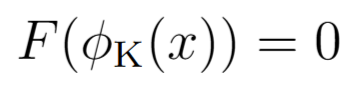 F(ϕ_K(x)) = 0